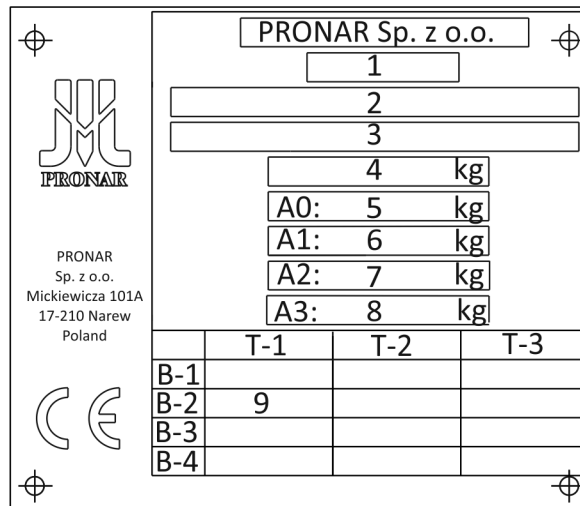 PRONAR Sp. z o.o.
1
2
3
4 kg
A0: 5 kg
A1: 6 kg
A2: 7 kg
A3: 8 kg
PRONAR
PRONAR
Sp. z o.o.
Mickiewicza 101A
17-210 Narew
Poland
CE
T-1 T-2 T-3
B-1
B-2 9
B-3
B-4